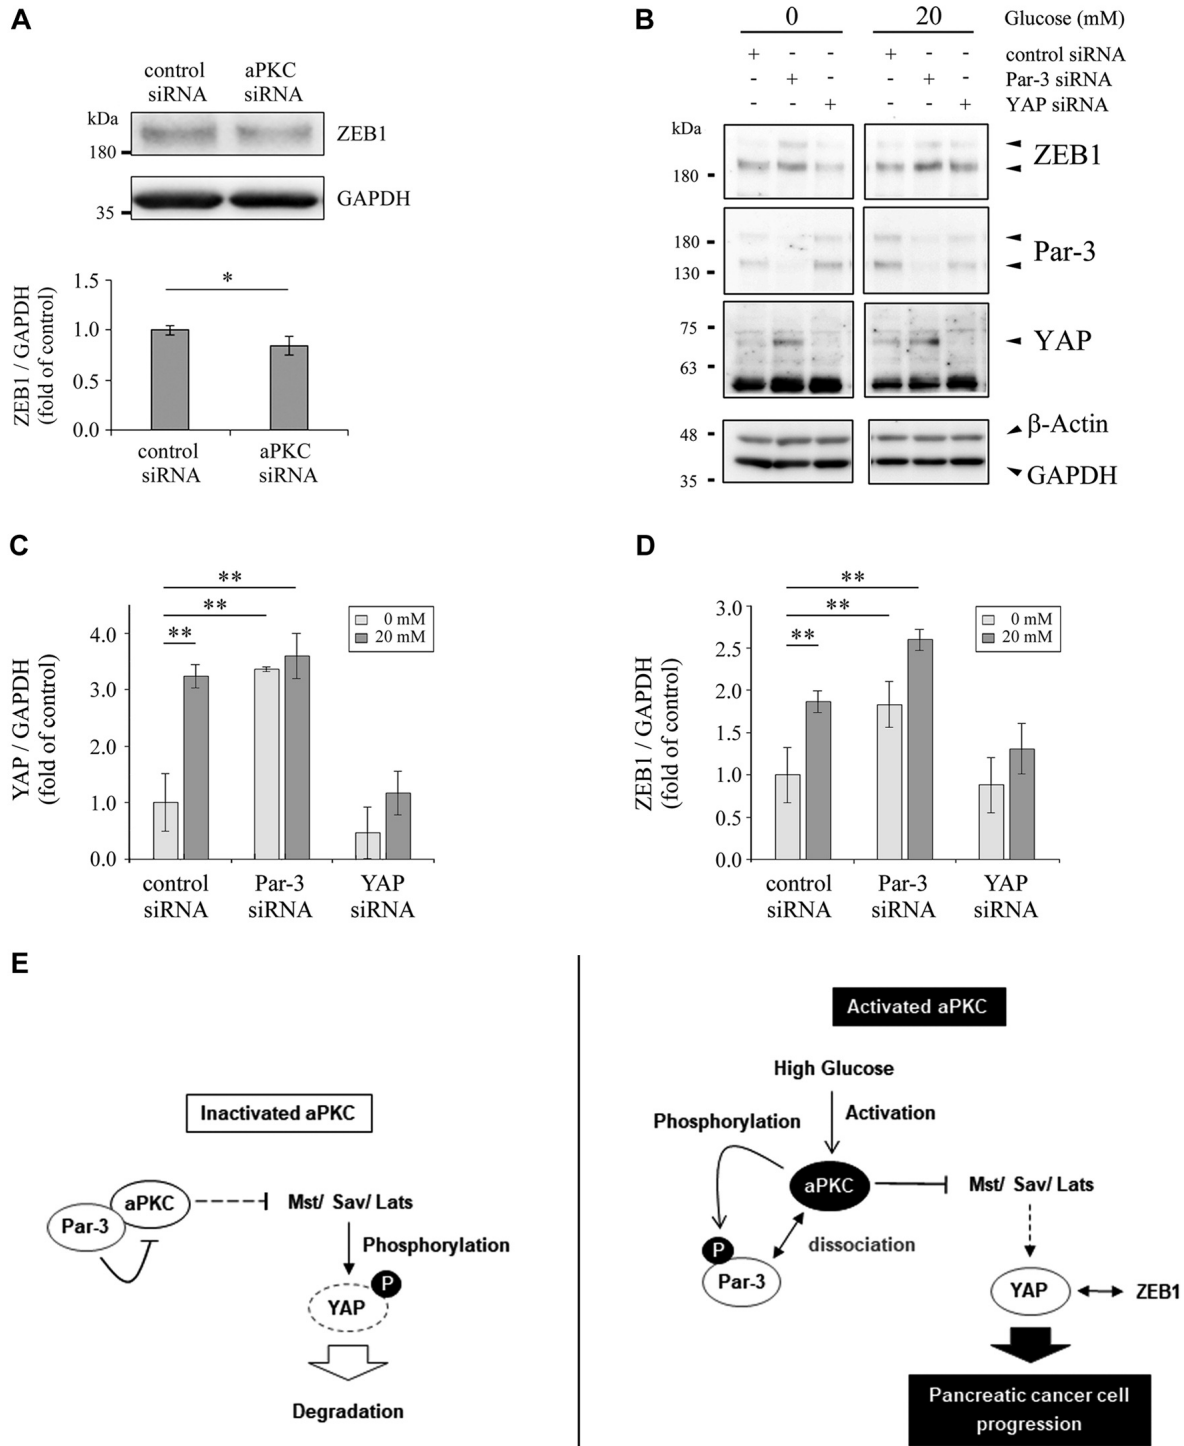 A
control
siRNA
aPKC
siRNA
kDa
180
ZEB1
35
GAPDH
ZEB1 / GAPDH
(fold of control)
1.5
1.0
0.5
0.0
*
control
siRNA
aPKC
siRNA
B
0
20
Glucose (mM)
+ - - + - - control siRNA
- + - - + - Par-3 siRNA
- - + - - + YAP siRNA
kDa
180
ZEB1
180
130
Par-3
75
63
YAP
48
35
β-Actin
GAPDH
C
YAP / GAPDH
(fold of control)
4.0
3.0
2.0
1.0
0.0
**
**
**
0 mM
20 mM
control
siRNA
Par-3
siRNA
YAP
siRNA
D
ZEB1 / GAPDH
(fold of control)
3.0
2.5
2.0
1.5
1.0
0.5
0.0
**
**
**
0 mM
20 mM
control
siRNA
Par-3
siRNA
YAP
siRNA
E
Inactivated aPKC
aPKC
Par-3
Mst/ Sav/ Lats
Phosphorylation
P
YAP
Degradation
Activated aPKC
High Glucose
Phosphorylation
Activation
aPKC
Mst/ Sav/ Lats
P
dissociation
Par-3
YAP
ZEB1
Pancreatic cancer cell
progression